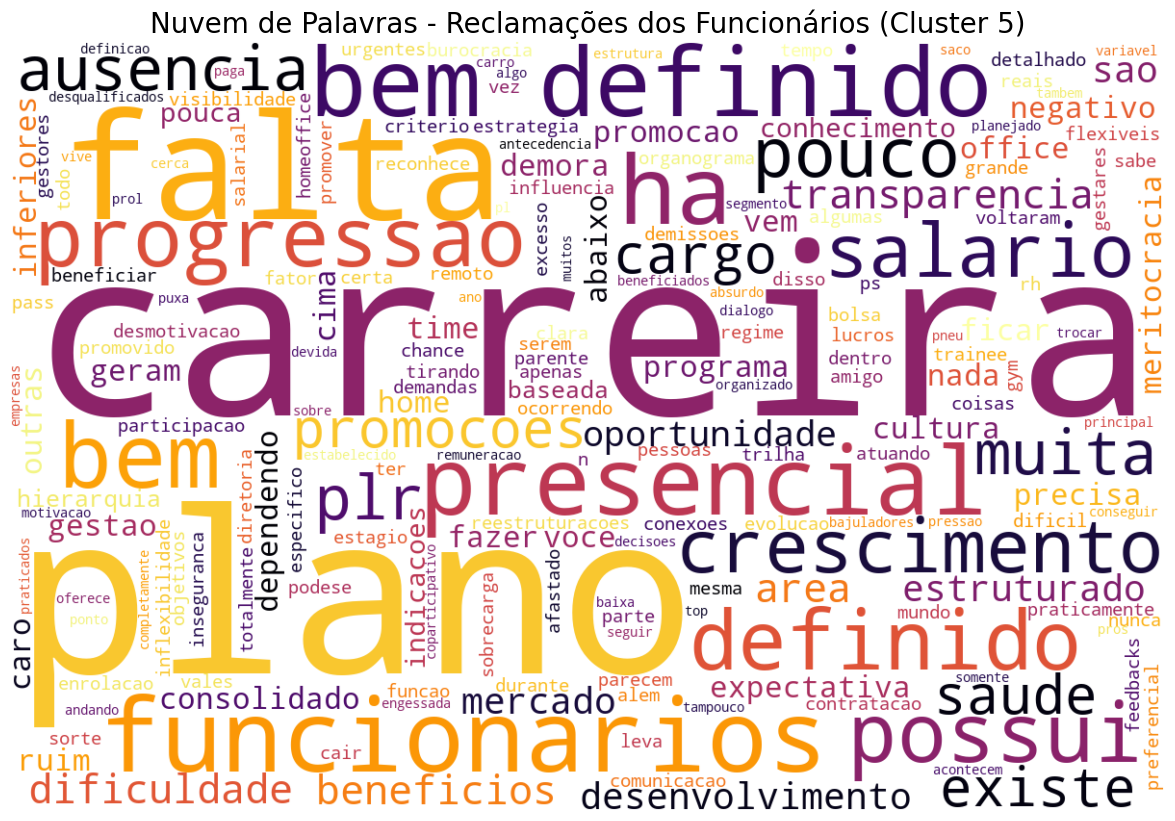 Nuvem de Palavras - Reclamações dos Funcionários (Cluster 5)
definicao urgentes burocracia estrutura tempo saco variavel
ausencia bem definido detalhado sao
paga carro algo vez reais tambem
desqualificados visibilidade negativo
inferiores pouca criterio estrategia promocao conhecimento planejado flexiveis
gestores falta antecedencia pouco office
vive todo cerca salarial homeoffice promover reconhece demora organograma grande sabe
prol influencia ha transparencia gestares
pl segmento vem algumas voltaram meritocracia
progressao excesso muitos abaixo demissoes cargo salario
beneficiar fator certa remoto beneficiados disso ps rh
pass puxa cima ano absurdo
carreira
desmotivacao time clara dialogo bolsa ficar trocar
promovido devida chance serem regime lucros pneu
geram tirando parente programa dentro trainee
demandas apenas baseada organizado amigo nada gym
empresas outras sobre home ocorrendo coisas
participacao promocoes oportunidade cultura principal
bem estabelecido remuneracao n pessoas trilha atuando muita
hierarquia plr ter presencial precisa
motivacao diretoria especifico conseguir
gestao dependendo reestruturacoes conexoes evolucao bajuladores pressao dificil
estagio fazer voce decisoes crescimento
praticados completamente inflexibilidade objetivos inseguranca totalmente indicacoes coparticipativo afastado
plano
oferece podese sobrecarga mesma area estruturado
ponto baixa parte top mundo praticamente
caro seguir definido nunca
pros
enrolacao vales durante parecem somente
consolidado funcao mercado alem expectativa saude feedbacks
andando engessada tampouco contratacao preferencial
funcionarios possui
sorte cair leva
ruim comunicacao acontecem
dificuldade beneficios desenvolvimento existe